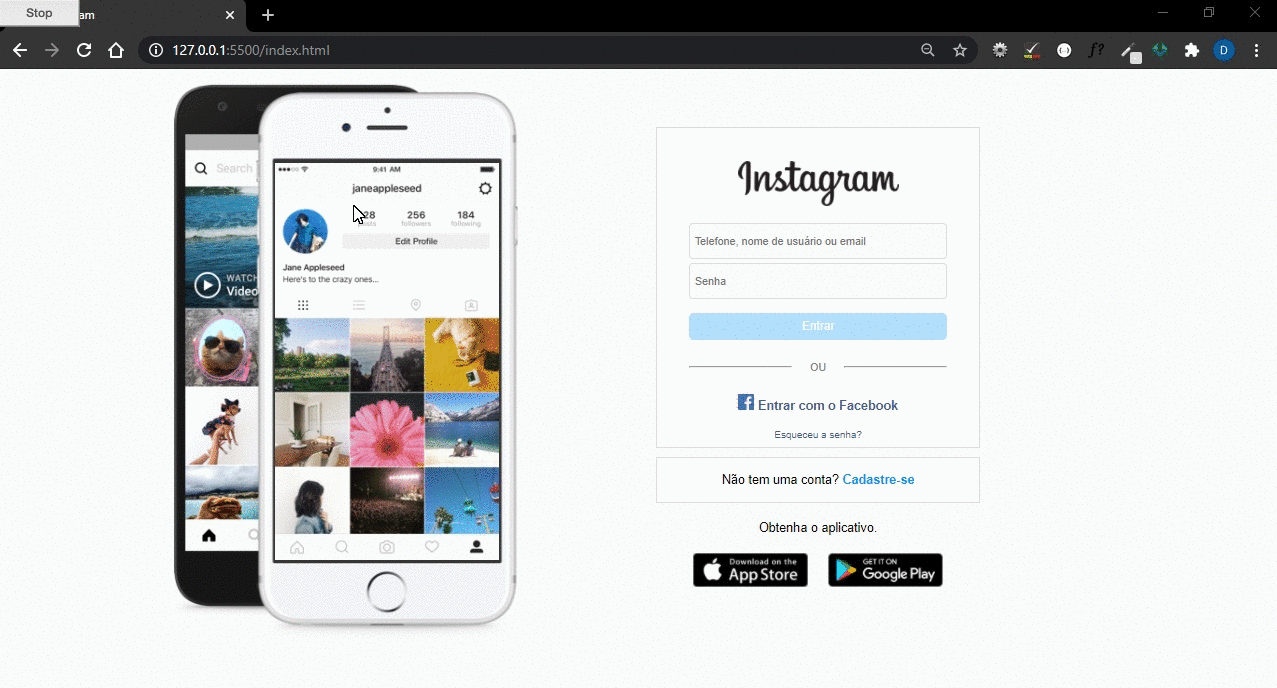 Stop
am
127.0.0.1:5500/index.html
f?
D
Search
WATCH
Video
9:41 AM
janeappleseed
28 256 184
posts followers following
Edit Profile
Jane Appleseed
Here's to the crazy ones...
Instagram
Telefone, nome de usuário ou email
Senha
Entrar
OU
Entrar com o Facebook
Esqueceu a senha?
Não tem uma conta? Cadastre-se
Obtenha o aplicativo.
Download on the
App Store
GET IT ON
Google Play